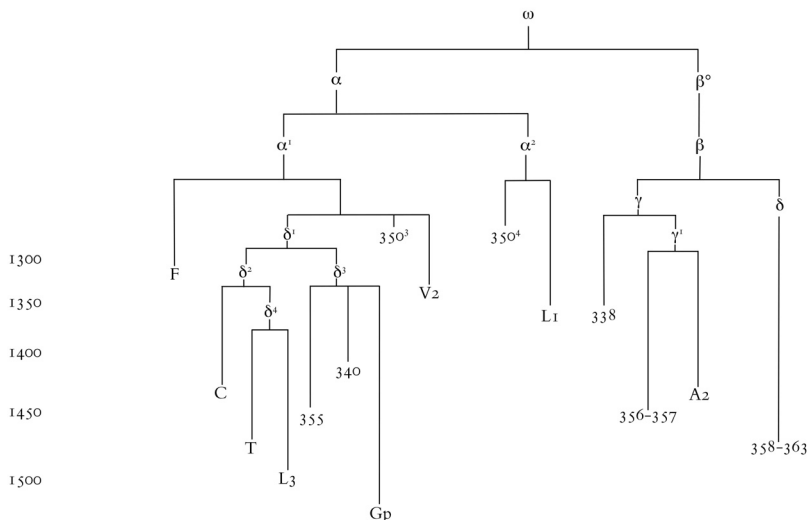 ω
α β°
α¹ α² β
γ δ
δ¹ 350³ 350⁴ γ¹
1300 F δ² δ³ V2
1350 δ⁴ L1 338
1400 C 340 A2
1450 355 356–357
T 358–363
1500 L3
Gp